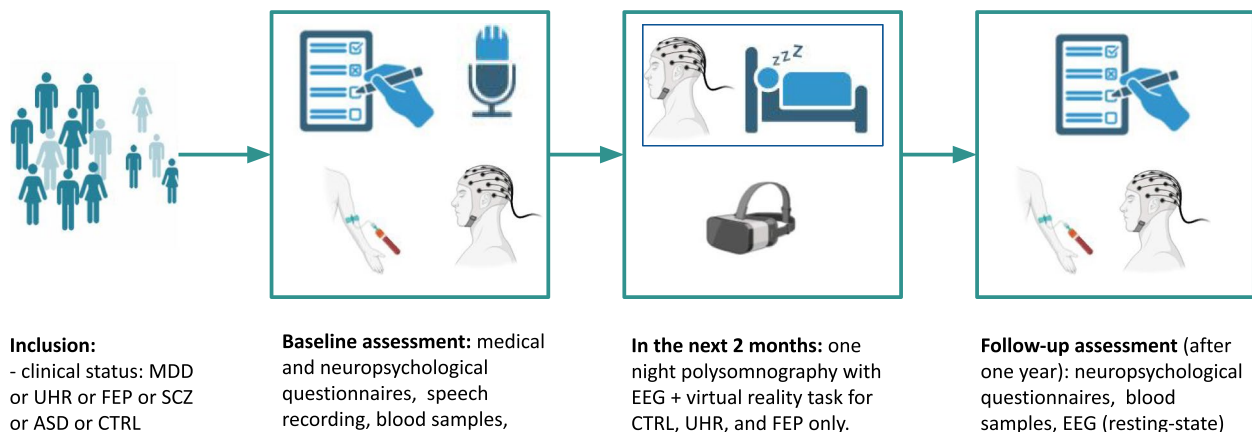 zzz
Inclusion:
- clinical status: MDD
or UHR or FEP or SCZ
or ASD or CTRL
Baseline assessment: medical
and neuropsychological
questionnaires, speech
recording, blood samples,
In the next 2 months: one
night polysomnography with
EEG + virtual reality task for
CTRL, UHR, and FEP only.
Follow-up assessment (after
one year): neuropsychological
questionnaires, blood
samples, EEG (resting-state)